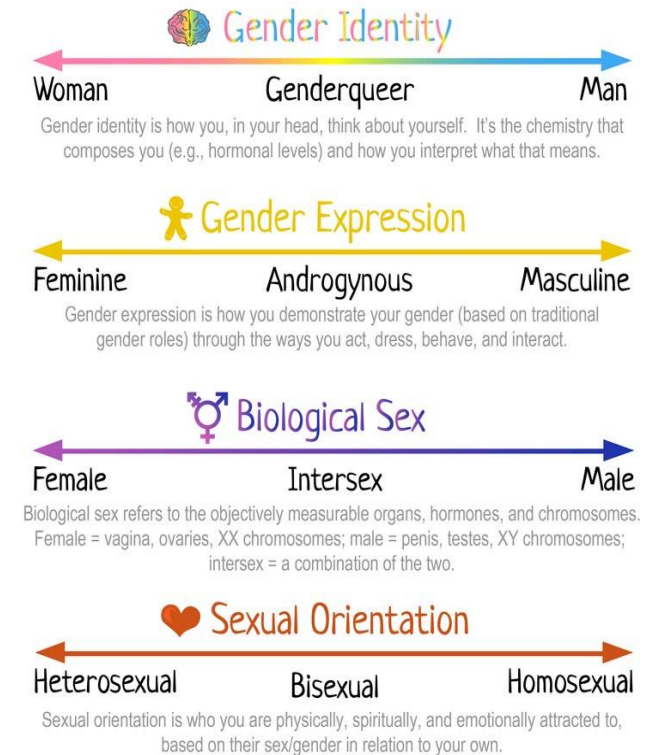 Gender Identity
Woman Genderqueer Man
Gender identity is how you, in your head, think about yourself. It's the chemistry that
composes you (e.g., hormonal levels) and how you interpret what that means.
Gender Expression
Feminine Androgynous Masculine
Gender expression is how you demonstrate your gender (based on traditional
gender roles) through the ways you act, dress, behave, and interact.
Biological Sex
Female Intersex Male
Biological sex refers to the objectively measurable organs, hormones, and chromosomes.
Female = vagina, ovaries, XX chromosomes; male = penis, testes, XY chromosomes;
intersex = a combination of the two.
Sexual Orientation
Heterosexual Bisexual Homosexual
Sexual orientation is who you are physically, spiritually, and emotionally attracted to,
based on their sex/gender in relation to your own.